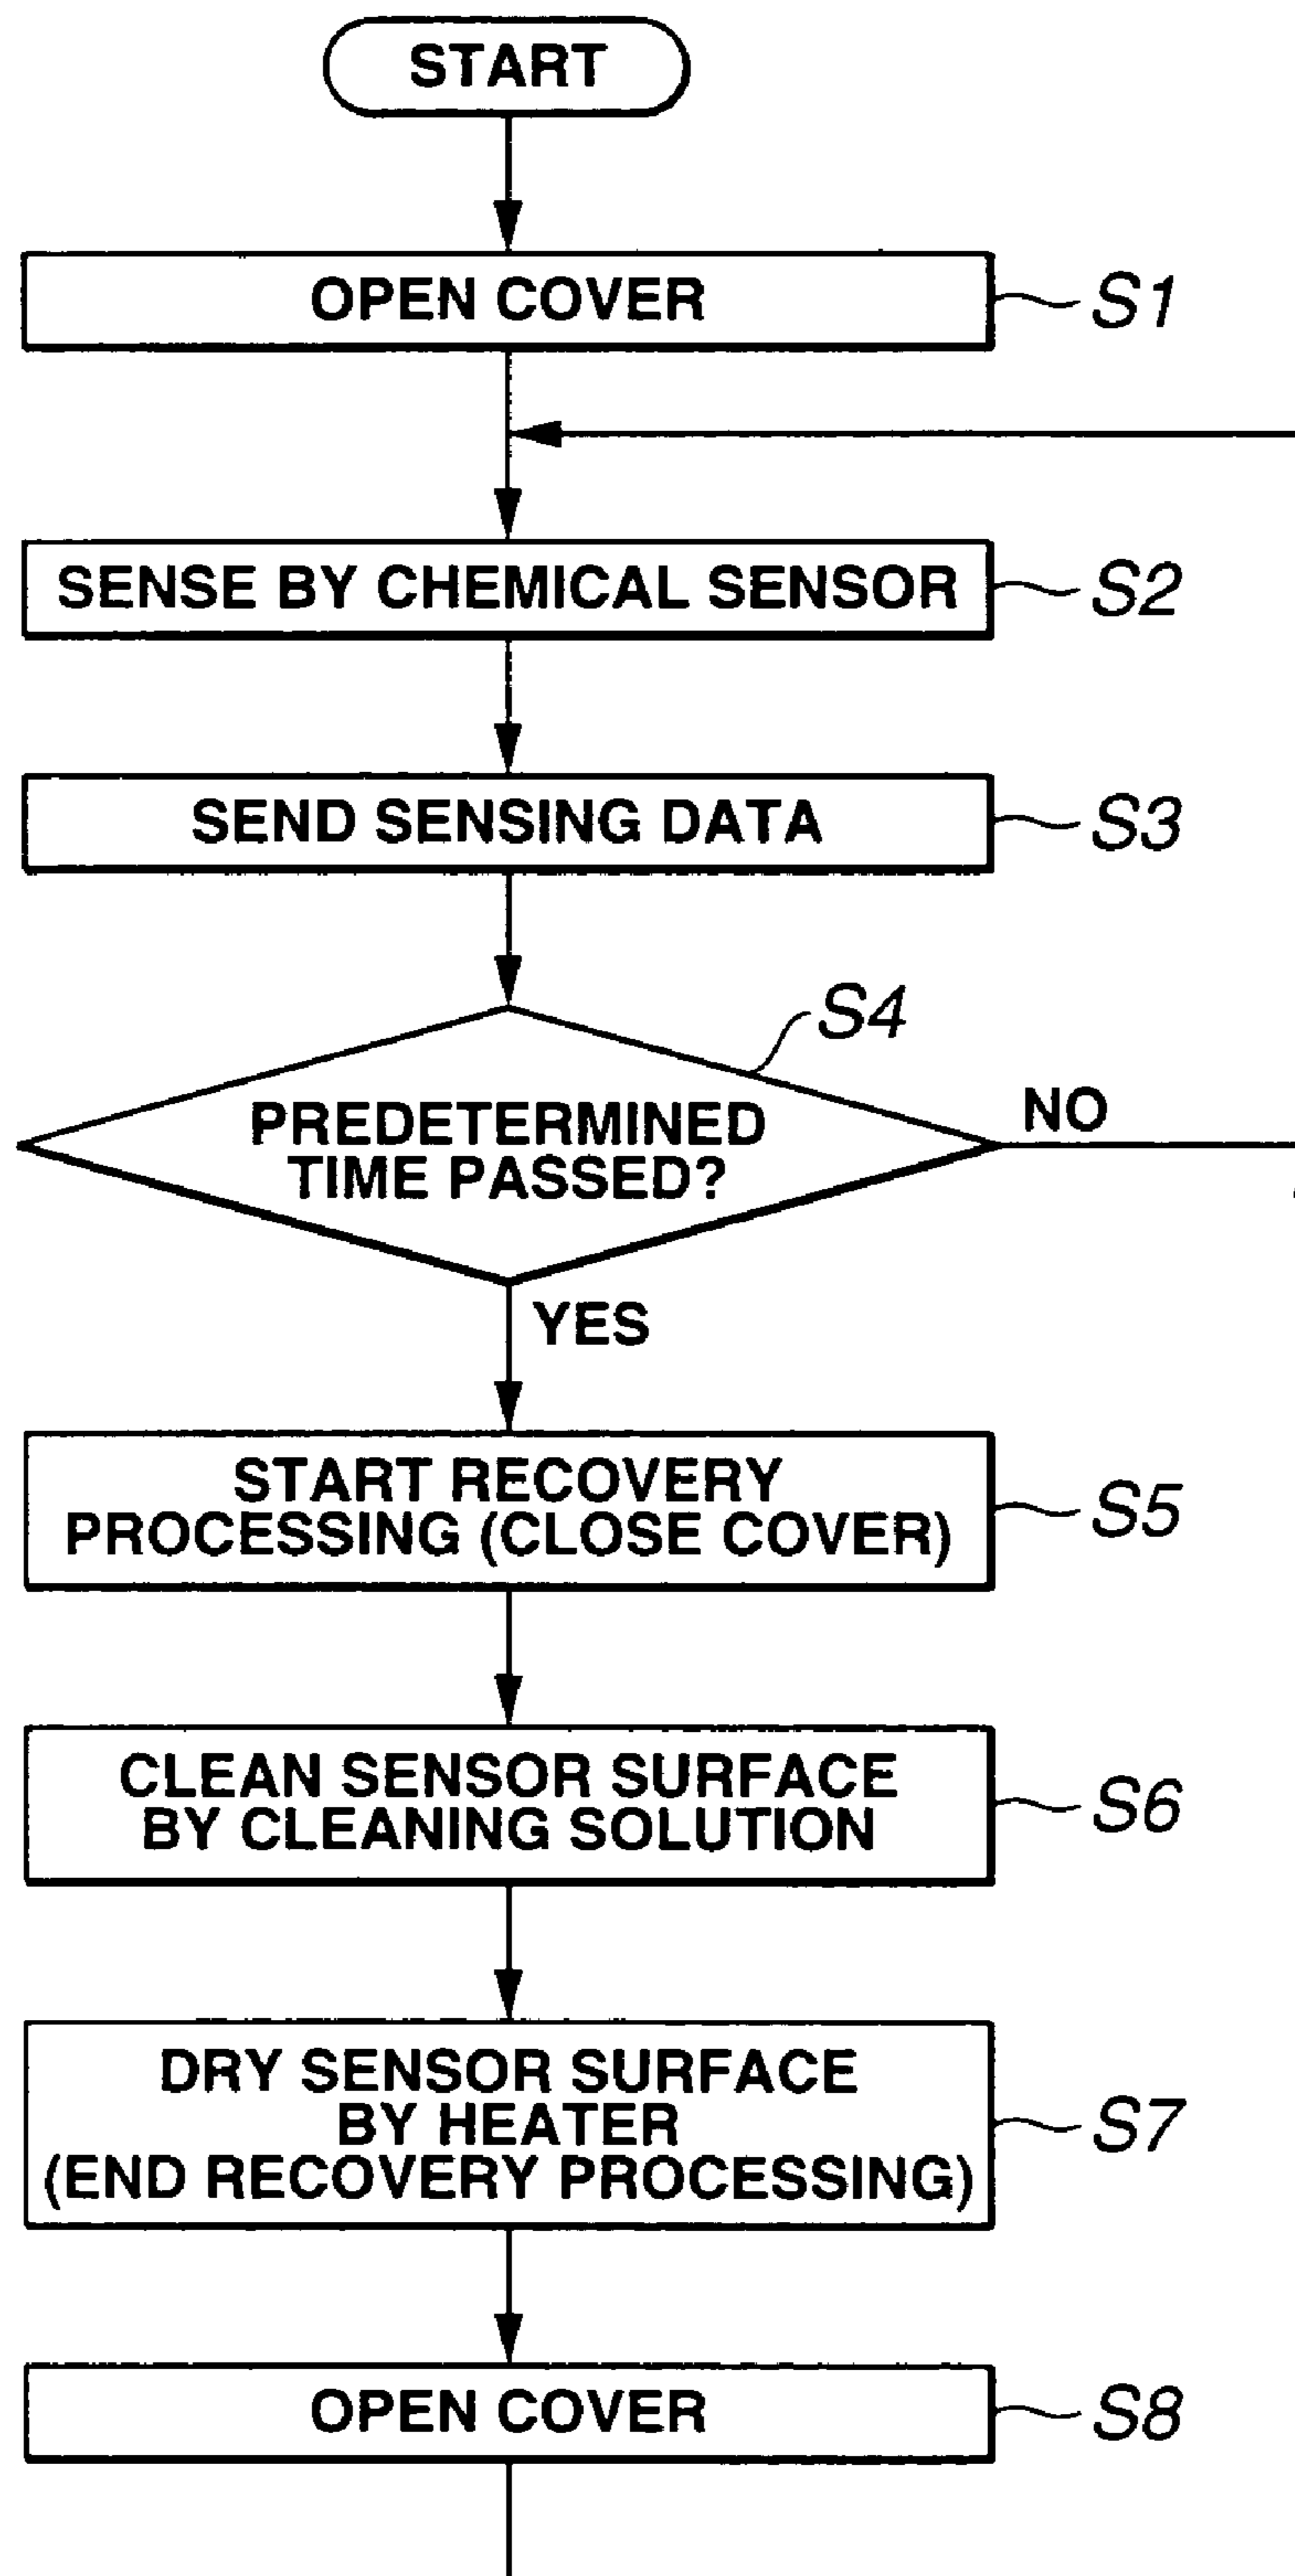 START
OPEN COVER
S1
SENSE BY CHEMICAL SENSOR
S2
SEND SENSING DATA
S3
S4
PREDETERMINED
TIME PASSED?
NO
YES
START RECOVERY
PROCESSING (CLOSE COVER)
S5
CLEAN SENSOR SURFACE
BY CLEANING SOLUTION
S6
DRY SENSOR SURFACE
BY HEATER
(END RECOVERY PROCESSING)
S7
OPEN COVER
S8